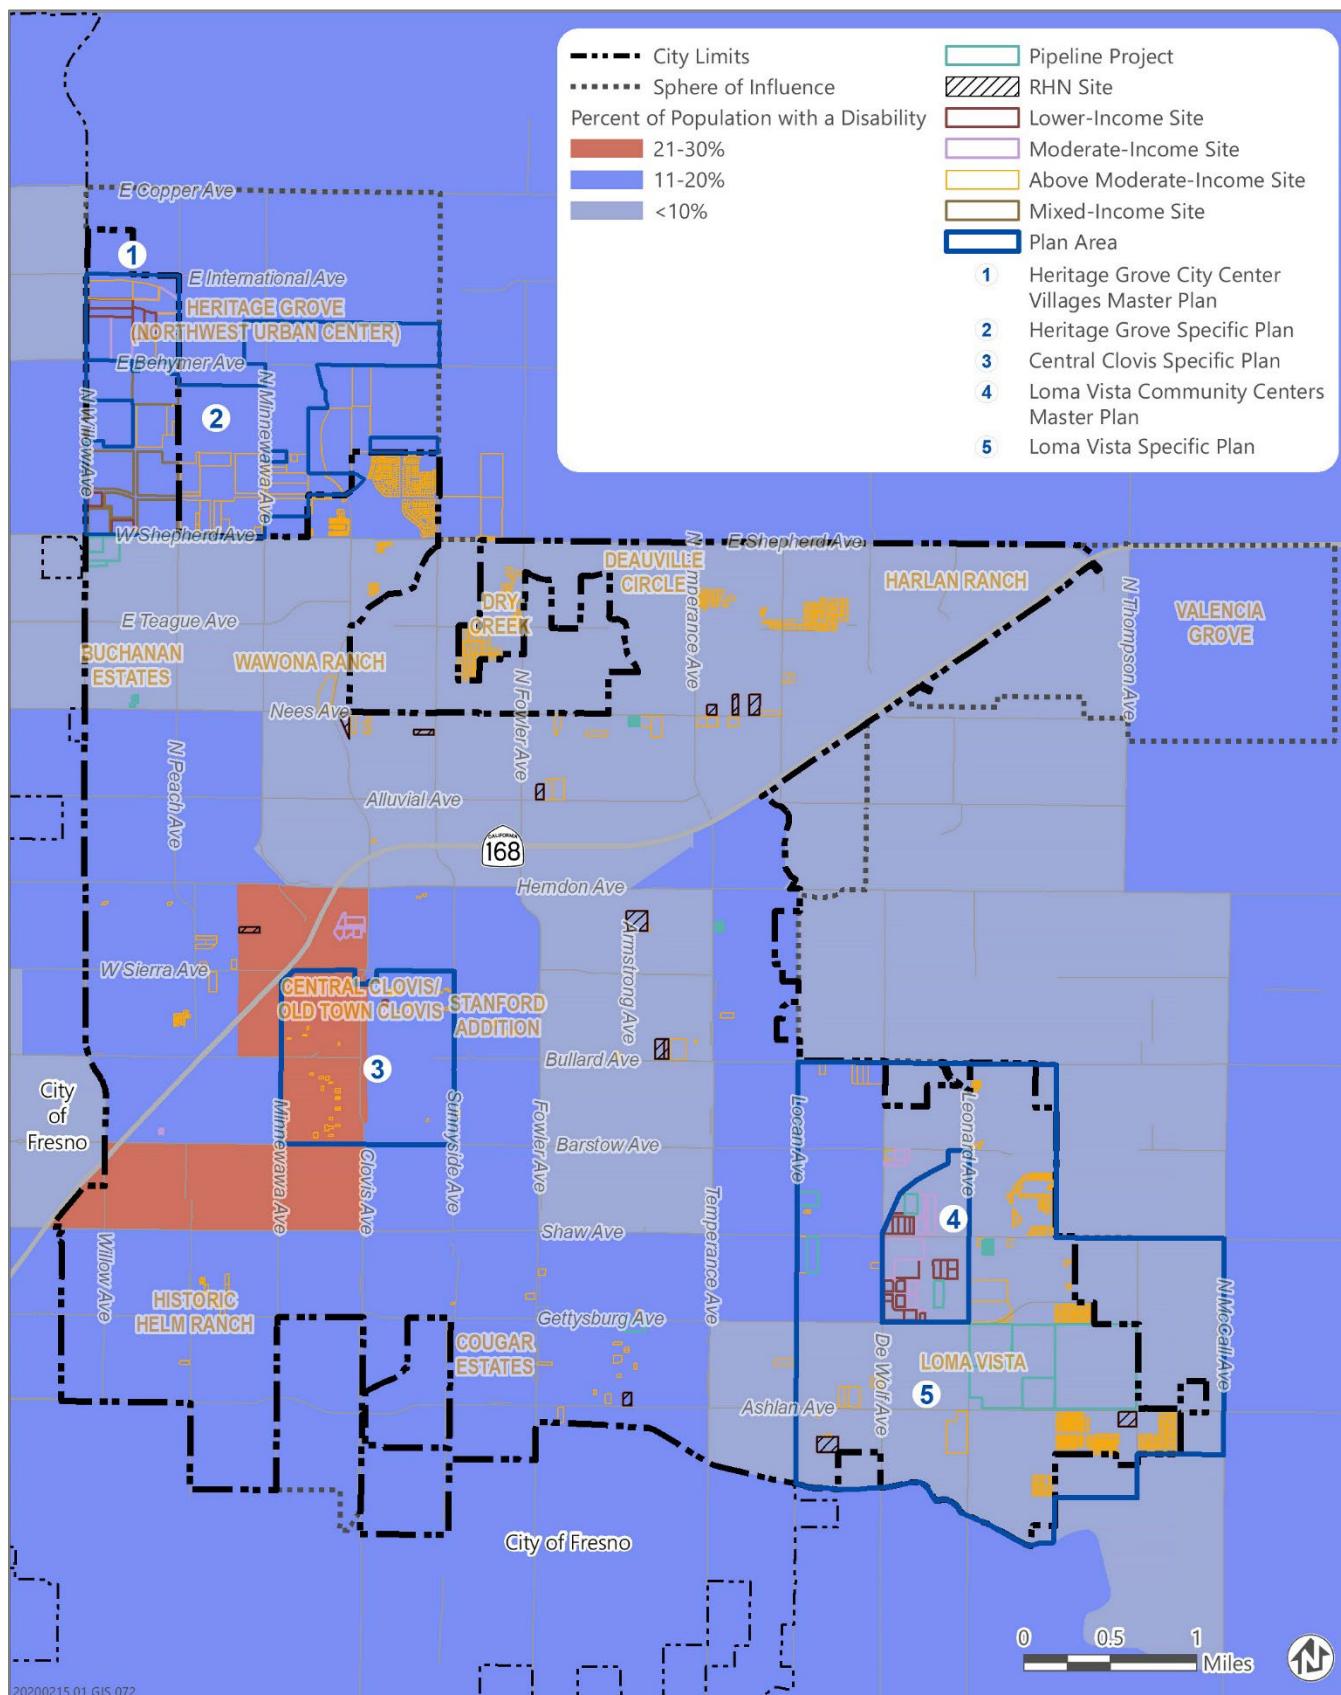 City Limits
Sphere of Influence
Percent of Population with a Disability
21-30%
11-20%
<10%
Pipeline Project
RHN Site
Lower-Income Site
Moderate-Income Site
Above Moderate-Income Site
Mixed-Income Site
Plan Area
1 Heritage Grove City Center
Villages Master Plan
2 Heritage Grove Specific Plan
3 Central Clovis Specific Plan
4 Loma Vista Community Centers
Master Plan
5 Loma Vista Specific Plan
E Copper Ave
1
E International Ave
HERITAGE GROVE
(NORTHWEST URBAN CENTER)
E Behymer Ave
N Willow Ave
2
N Minnewawa Ave
W Shepherd Ave
E Shepherd Ave
N Temperance Ave
DEAUVILLE
CIRCLE
HARLAN RANCH
N Thompson Ave
VALENCIA
GROVE
E Teague Ave
DRY
CREEK
BUCHANAN
ESTATES
WAWONA RANCH
Nees Ave
N Fowler Ave
N Peach Ave
Alluvial Ave
CALIFORNIA
168
Herndon Ave
Armstrong Ave
W Sierra Ave
CENTRAL CLOVIS/
OLD TOWN CLOVIS
STANFORD
ADDITION
3
Bullard Ave
City
of
Fresno
Minnewawa Ave
Clovis Ave
Sunnyside Ave
Fowler Ave
Barstow Ave
Temperance Ave
Locan Ave
Leonard Ave
4
Shaw Ave
Willow Ave
HISTORIC
HELM RANCH
Gettysburg Ave
COUGAR
ESTATES
De Wolf Ave
LOMA VISTA
5
N McCall Ave
Ashlan Ave
City of Fresno
0 0.5 1
Miles
N
20200215.01 GIS 072